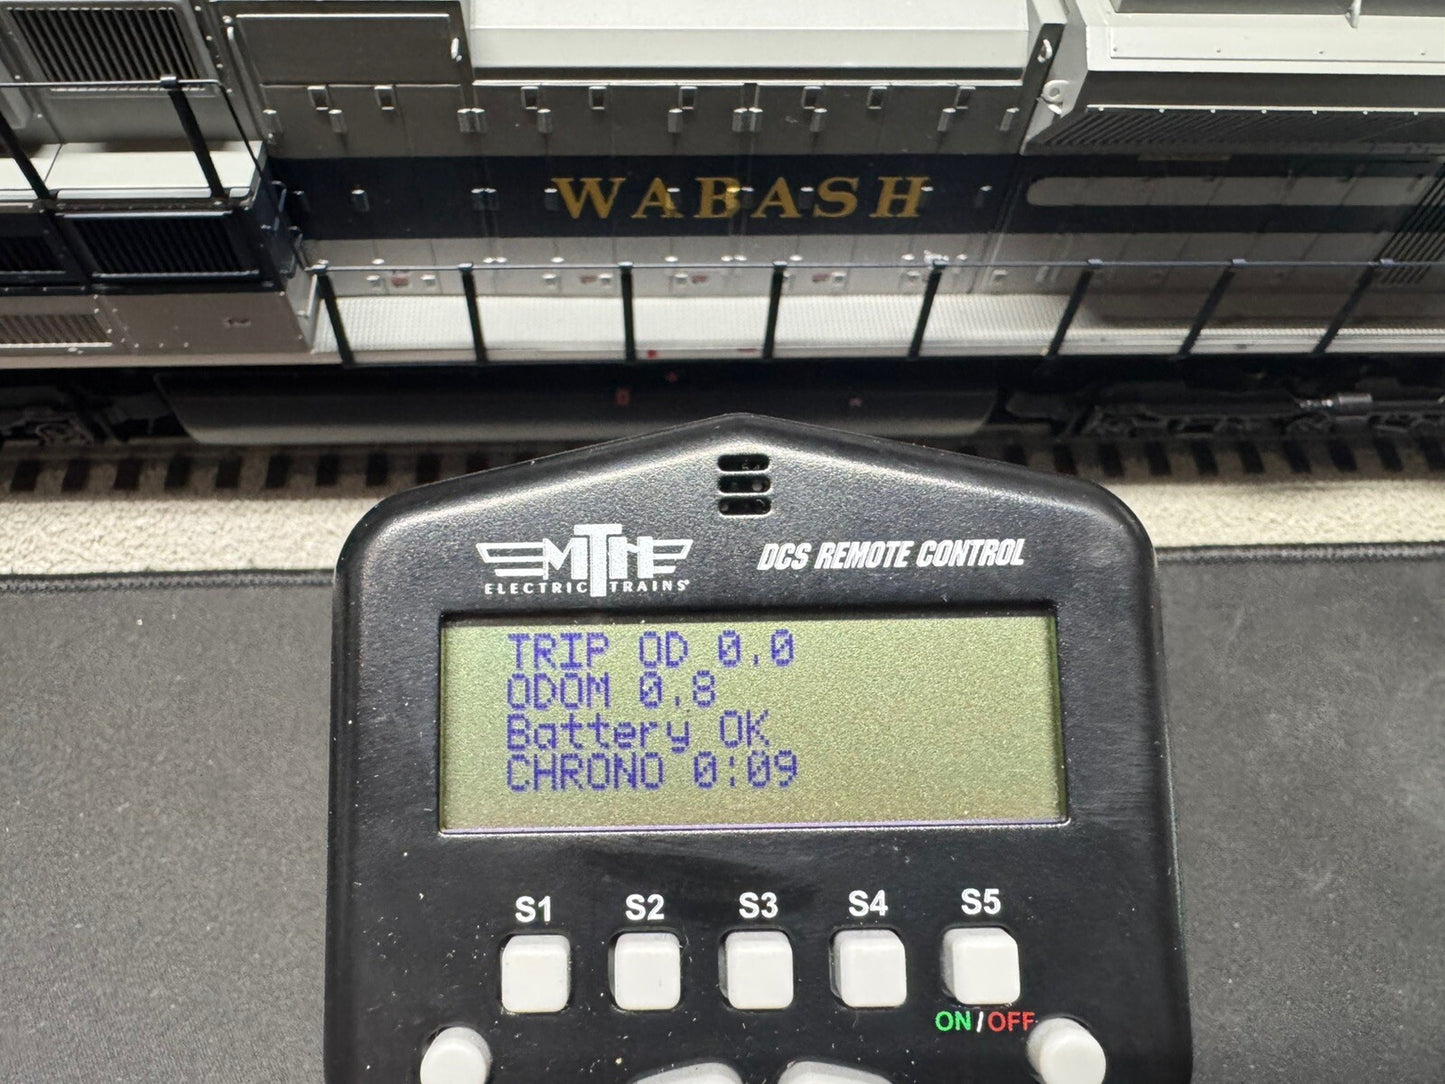 WABASH
MTH
ELECTRIC TRAINS
DCS REMOTE CONTROL
TRIP OD 0.0
ODOM 0.8
Battery OK
CHRONO 0:09
S1 S2 S3 S4 S5
ON/OFF